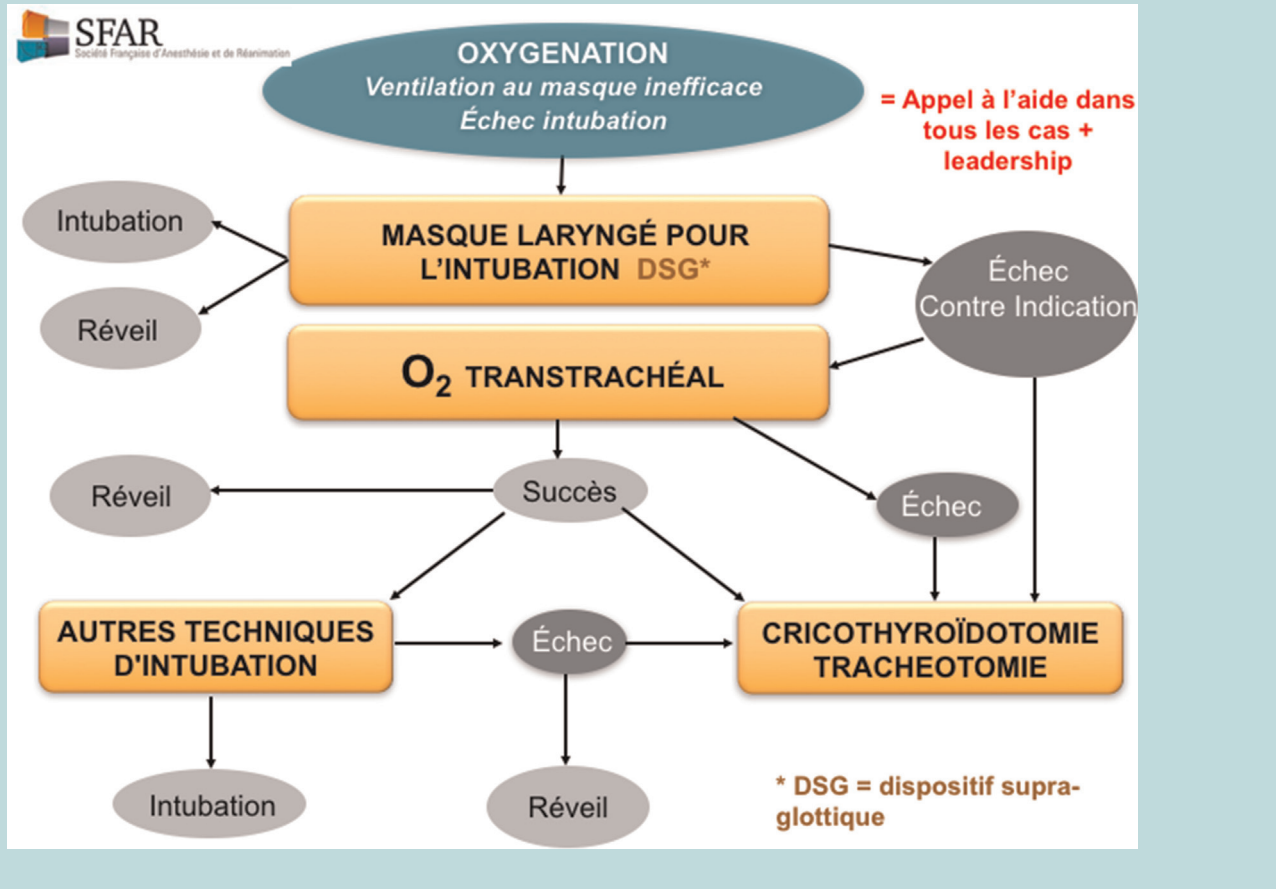 SFAR
Société Française d'Anesthésie et de Réanimation
OXYGENATION
Ventilation au masque inefficace
Échec intubation
= Appel à l'aide dans
tous les cas +
leadership
Intubation
MASQUE LARYNGÉ POUR
L'INTUBATION DSG*
Échec
Contre Indication
Réveil
O₂ TRANSTRACHÉAL
Réveil
Succès
Échec
AUTRES TECHNIQUES
D'INTUBATION
Échec
CRICOTHYROÏDOTOMIE
TRACHEOTOMIE
Intubation
Réveil
* DSG = dispositif supra-
glottique